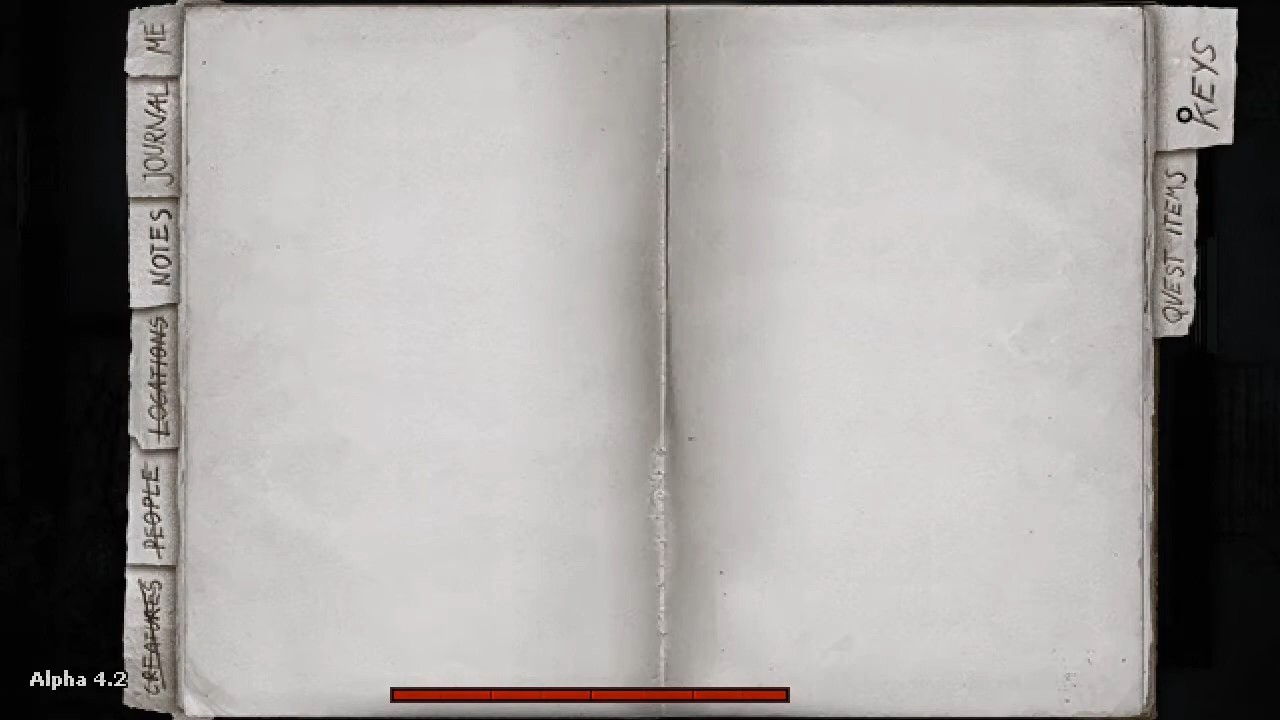 ME
JOURNAL
NOTES
LOCATIONS
PEOPLE
CREATURES
KEYS
QUEST ITEMS
Alpha 4.2